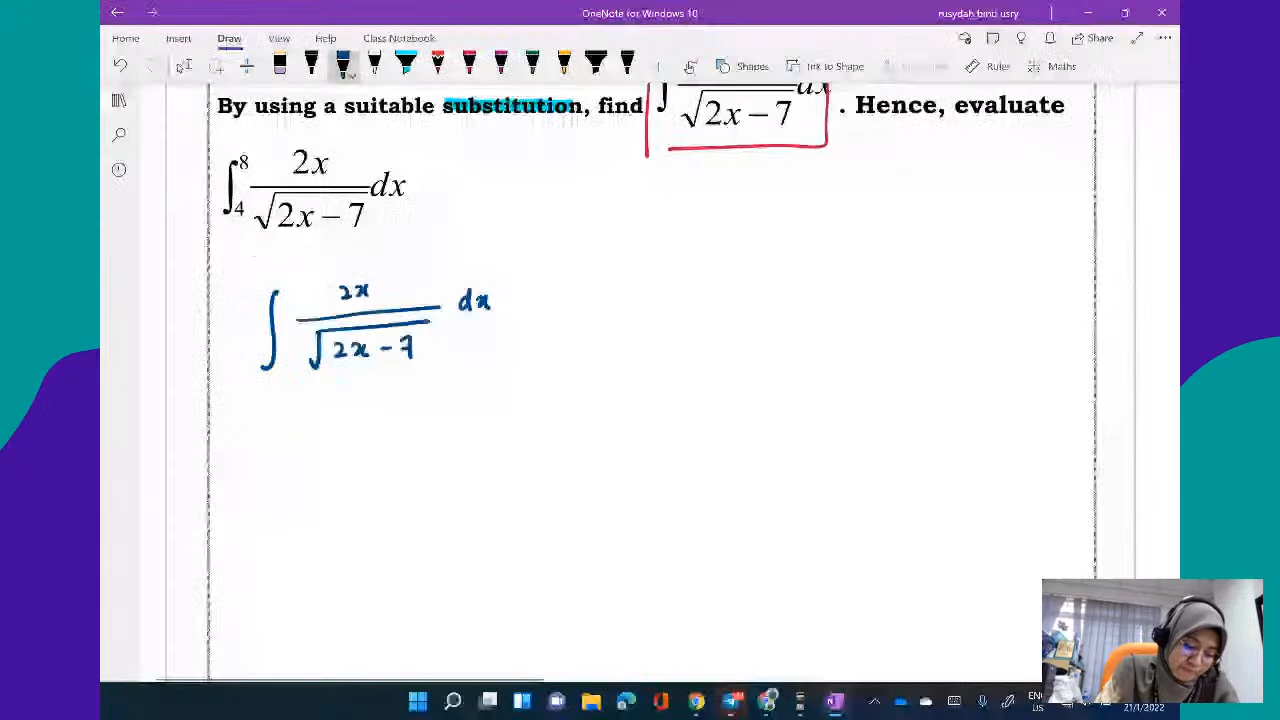 OneNote for Windows 10
rusydah binti usry
Home Insert Draw View Help Class Notebook
Share
Shapes Ink to Shape Rules Maths
By using a suitable substitution, find ∫ √(2x − 7) dx . Hence, evaluate
∫₄⁸ 2x / √(2x − 7) dx
∫ 2x / √(2x − 7) dx
21/1/2022